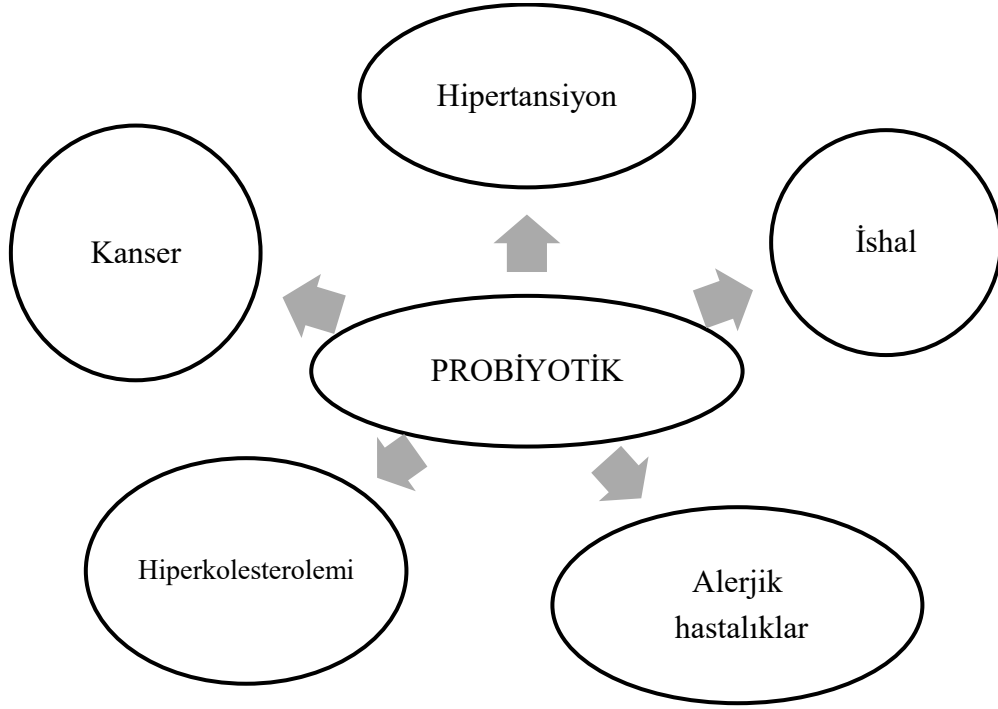 Hipertansiyon
Kanser
İshal
PROBİYOTİK
Hiperkolesterolemi
Alerjik
hastalıklar